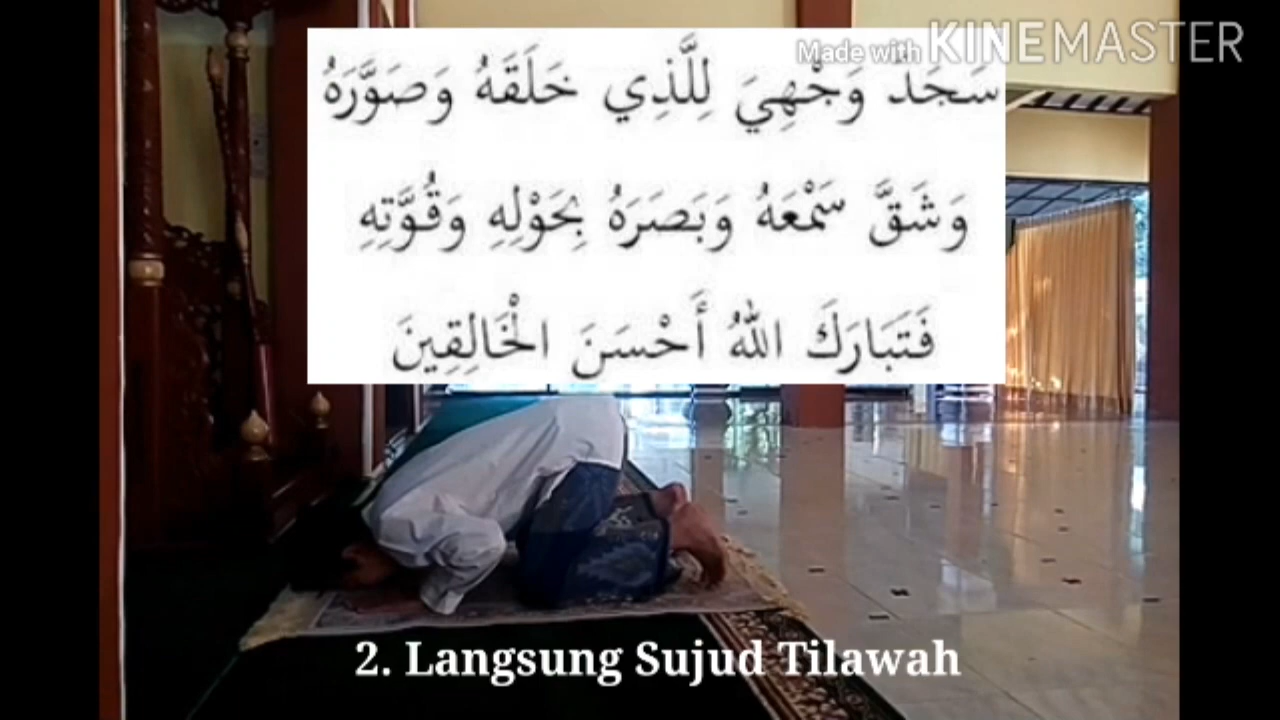 Made with KINEMASTER
سَجَدَ وَجْهِيَ لِلَّذِي خَلَقَهُ وَصَوَّرَهُ
وَشَقَّ سَمْعَهُ وَبَصَرَهُ بِحَوْلِهِ وَقُوَّتِهِ
فَتَبَارَكَ اللهُ أَحْسَنَ الْخَالِقِينَ
2. Langsung Sujud Tilawah